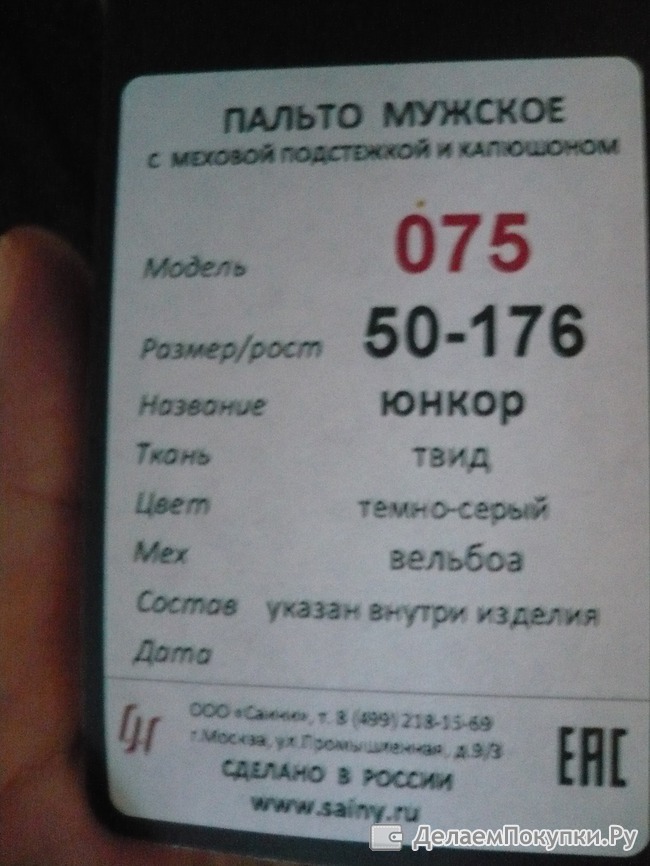 ПАЛЬТО МУЖСКОЕ
С МЕХОВОЙ ПОДСТЕЖКОЙ И КАПЮШОНОМ
Модель 075
Размер/рост 50-176
Название юнкор
Ткань твид
Цвет темно-серый
Мех вельбоа
Состав указан внутри изделия
Дата
ООО «Саини», т. 8 (499) 218-15-69
г.Москва, ул.Промышленная, д.9/3
СДЕЛАНО В РОССИИ
www.sainy.ru
EAC
ДелаемПокупки.Ру